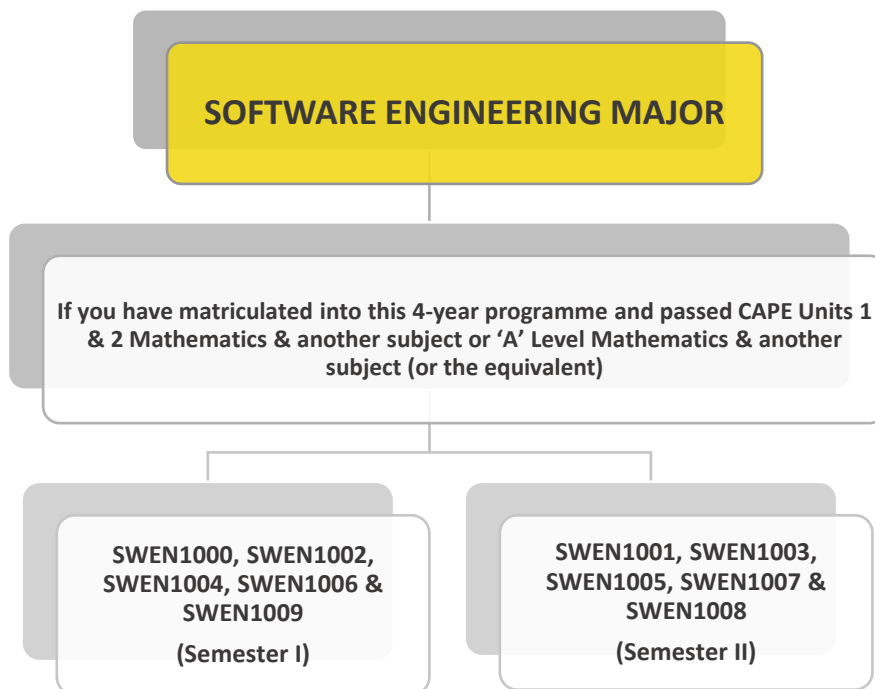 SOFTWARE ENGINEERING MAJOR
If you have matriculated into this 4-year programme and passed CAPE Units 1
& 2 Mathematics & another subject or ‘A’ Level Mathematics & another
subject (or the equivalent)
SWEN1000, SWEN1002,
SWEN1004, SWEN1006 &
SWEN1009
(Semester I)
SWEN1001, SWEN1003,
SWEN1005, SWEN1007 &
SWEN1008
(Semester II)